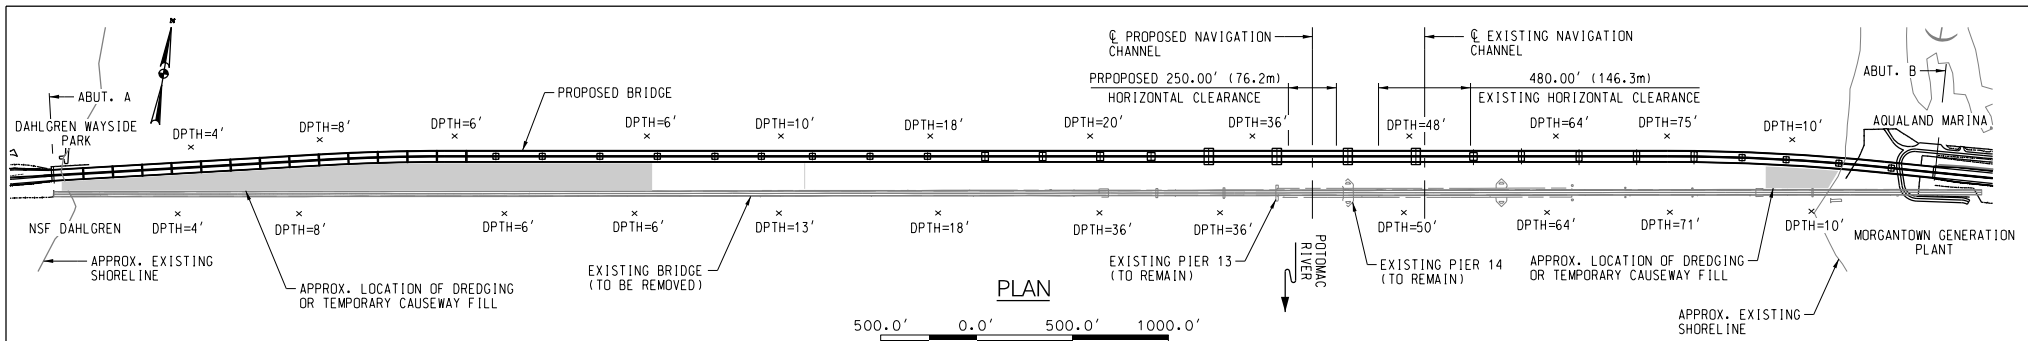 ℄ PROPOSED NAVIGATION
CHANNEL
℄ EXISTING NAVIGATION
CHANNEL
ABUT. A
PROPOSED BRIDGE
PRPOPOSED 250.00' (76.2m)
HORIZONTAL CLEARANCE
480.00' (146.3m)
EXISTING HORIZONTAL CLEARANCE
ABUT. B
DAHLGREN WAYSIDE
PARK
AQUALAND MARINA
DPTH=4'
DPTH=8'
DPTH=6'
DPTH=6'
DPTH=10'
DPTH=18'
DPTH=20'
DPTH=36'
DPTH=48'
DPTH=64'
DPTH=75'
DPTH=10'
NSF DAHLGREN
DPTH=4'
DPTH=8'
DPTH=6'
DPTH=6'
DPTH=13'
DPTH=18'
DPTH=36'
DPTH=36'
DPTH=50'
DPTH=64'
DPTH=71'
DPTH=10'
MORGANTOWN GENERATION
PLANT
APPROX. EXISTING
SHORELINE
APPROX. LOCATION OF DREDGING
OR TEMPORARY CAUSEWAY FILL
EXISTING BRIDGE
(TO BE REMOVED)
EXISTING PIER 13
(TO REMAIN)
POTOMAC
RIVER
EXISTING PIER 14
(TO REMAIN)
APPROX. LOCATION OF DREDGING
OR TEMPORARY CAUSEWAY FILL
APPROX. EXISTING
SHORELINE
PLAN
500.0' 0.0' 500.0' 1000.0'